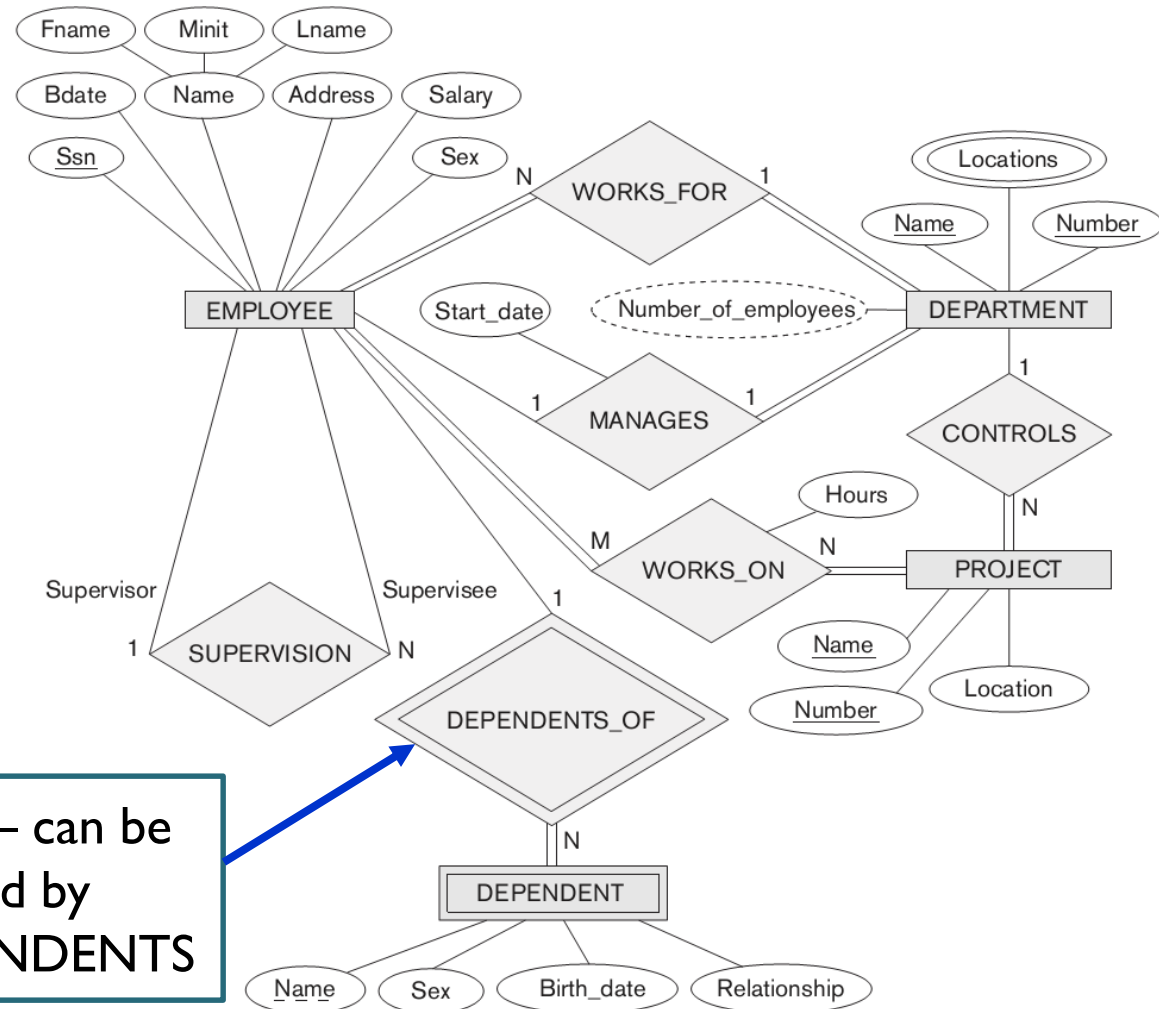 Fname Minit Lname
Bdate Name Address Salary
Ssn Sex
N WORKS_FOR 1
Locations
Name Number
EMPLOYEE Start_date Number_of_employees DEPARTMENT
1 MANAGES 1
1
CONTROLS
N
Hours
M WORKS_ON N PROJECT
Supervisor Supervisee
1 SUPERVISION N
1
Name
Location
Number
DEPENDENTS_OF
– can be
by
N
DEPENDENT
Name Sex Birth_date Relationship